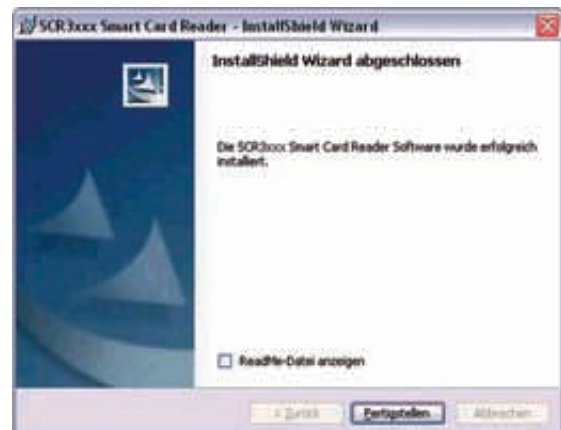 SCR3xxx Smart Card Reader - InstallShield Wizard
InstallShield Wizard abgeschlossen
Die SCR3xxx Smart Card Reader Software wurde erfolgreich
installiert.
ReadMe-Datei anzeigen
< Zurück Fertigstellen Abbrechen